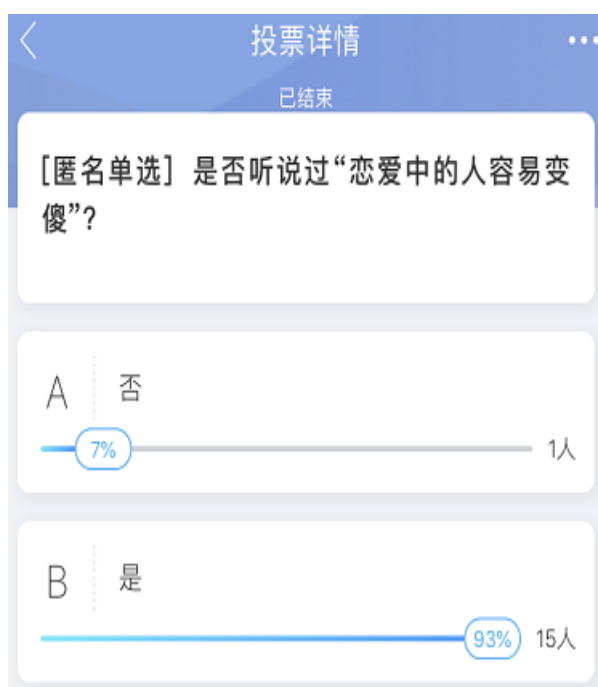 投票详情
已结束
[匿名单选] 是否听说过“恋爱中的人容易变
傻”?
A 否
7% 1人
B 是
93% 15人